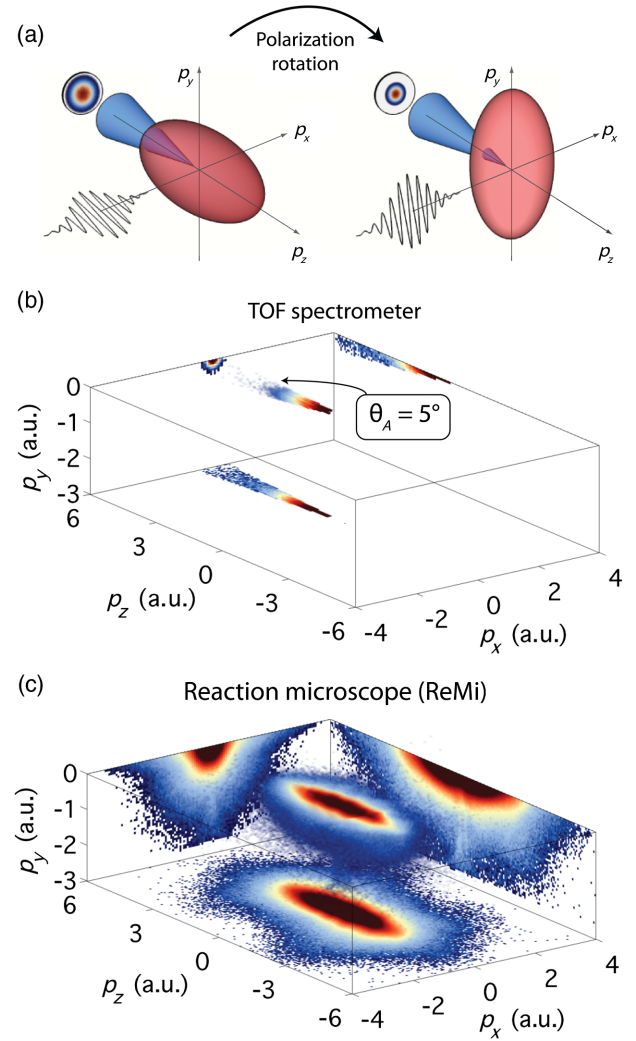 (a)
Polarization
rotation
p_y
p_x
p_z
p_y
p_x
p_z
(b)
TOF spectrometer
θ_A = 5°
0
-1
-2
-3
p_y (a.u.)
6
3
0
-3
-6
p_z (a.u.)
-4
-2
0
2
4
p_x (a.u.)
(c)
Reaction microscope (ReMi)
0
-1
-2
-3
p_y (a.u.)
6
3
0
-3
-6
p_z (a.u.)
-4
-2
0
2
4
p_x (a.u.)